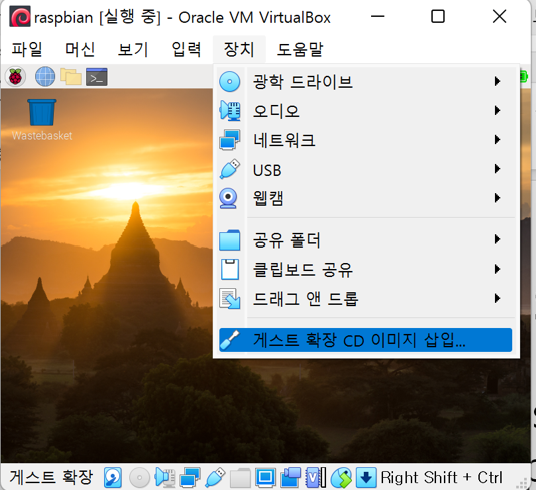 raspbian [실행 중] - Oracle VM VirtualBox
파일 머신 보기 입력 장치 도움말
Wastebasket
광학 드라이브
오디오
네트워크
USB
웹캠
공유 폴더
클립보드 공유
드래그 앤 드롭
게스트 확장 CD 이미지 삽입...
게스트 확장 Right Shift + Ctrl